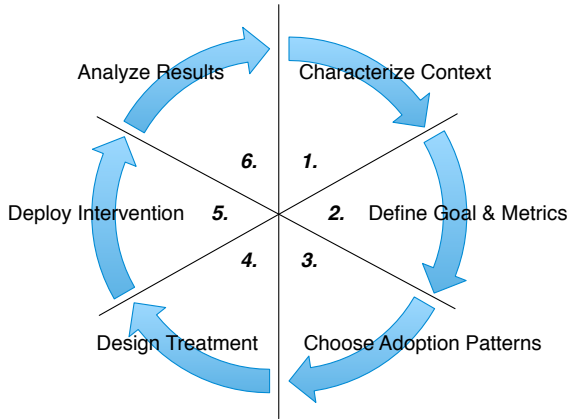 Analyze Results
Characterize Context
6.
1.
Deploy Intervention
5.
2.
Define Goal & Metrics
4.
3.
Design Treatment
Choose Adoption Patterns